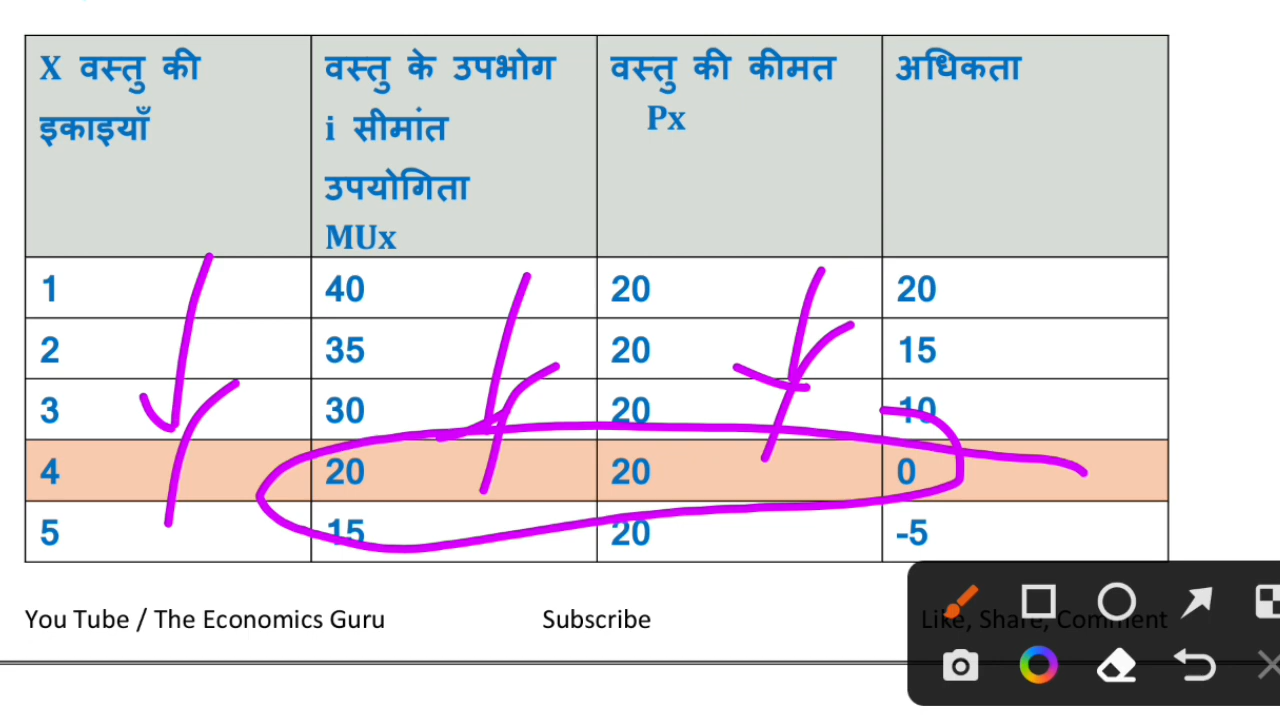 X वस्तु की इकाइयाँ
वस्तु के उपभोग i सीमांत उपयोगिता MUx
वस्तु की कीमत Px
अधिकता
1 40 20 20
2 35 20 15
3 30 20 10
4 20 20 0
5 15 20 -5
You Tube / The Economics Guru Subscribe Like, Share, Comment